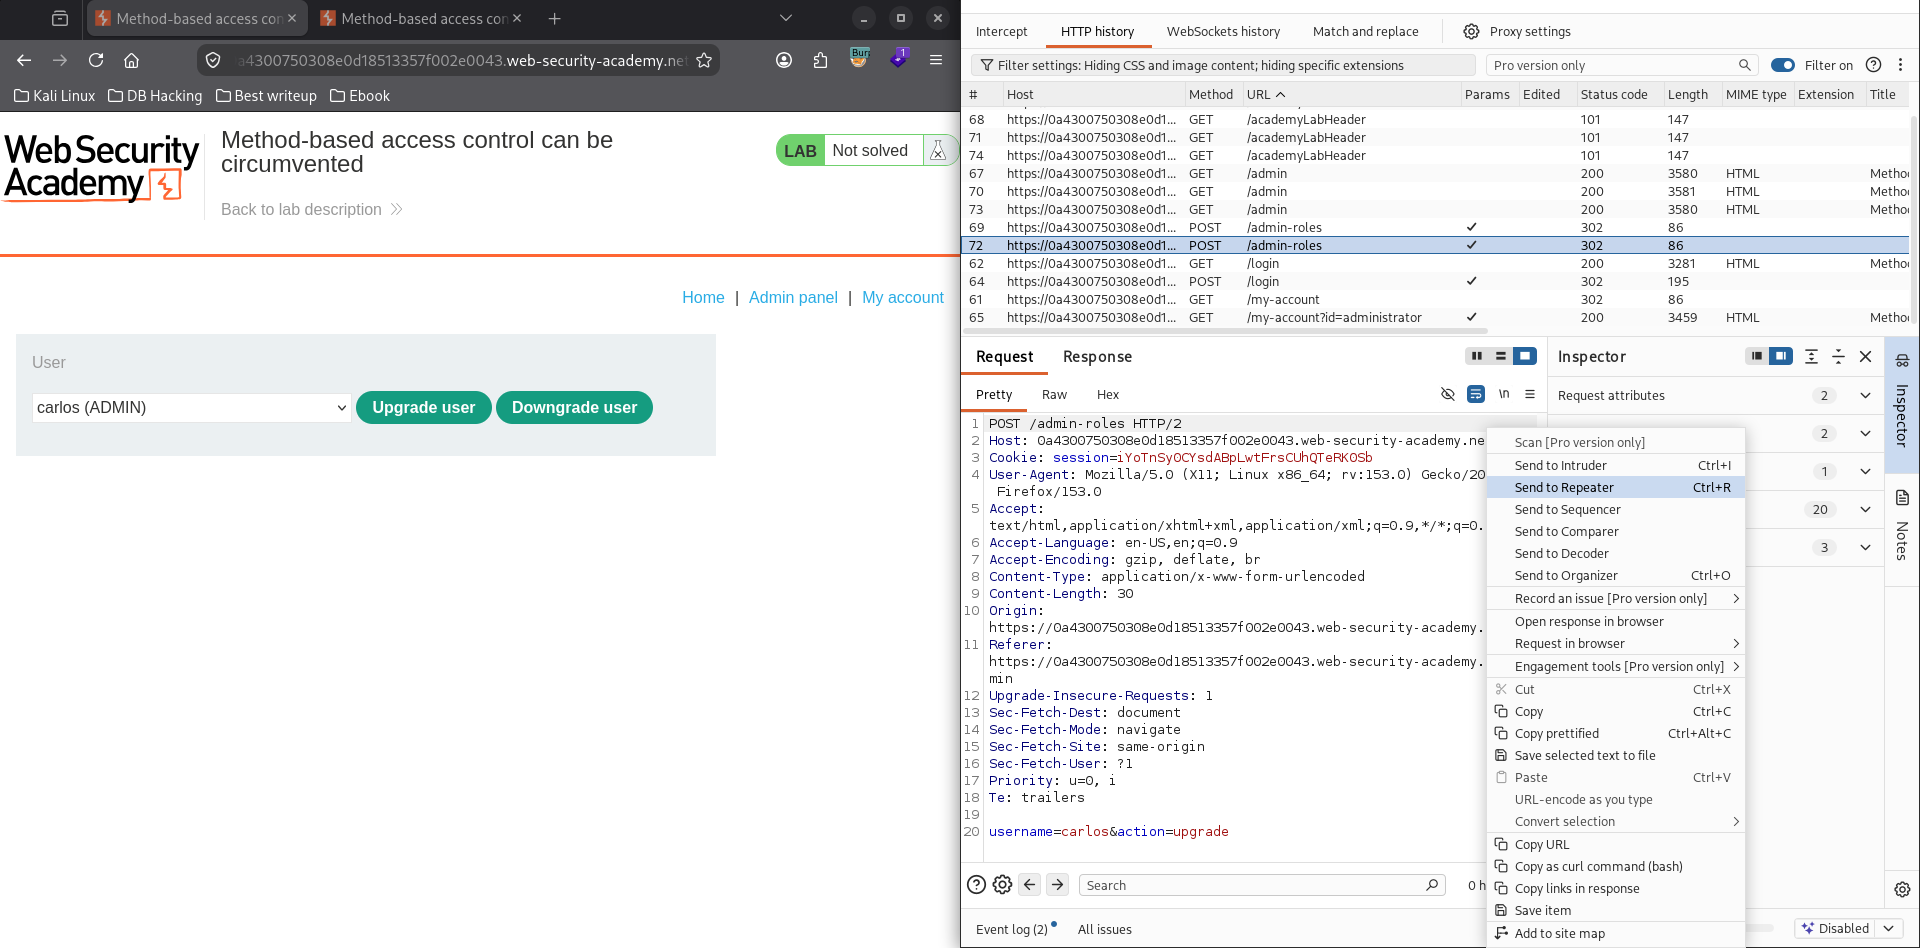 Method-based access con
Method-based access con
a4300750308e0d18513357f002e0043.web-security-academy.net
Burr
1
Kali Linux
DB Hacking
Best writeup
Ebook
WebSecurity
Academy
Method-based access control can be
circumvented
Back to lab description
LAB
Not solved
Home | Admin panel | My account
User
carlos (ADMIN)
Upgrade user
Downgrade user
Intercept
HTTP history
WebSockets history
Match and replace
Proxy settings
Filter settings: Hiding CSS and image content; hiding specific extensions
Pro version only
Filter on
# Host Method URL Params Edited Status code Length MIME type Extension Title
68 https://0a4300750308e0d1... GET /academyLabHeader 101 147
71 https://0a4300750308e0d1... GET /academyLabHeader 101 147
74 https://0a4300750308e0d1... GET /academyLabHeader 101 147
67 https://0a4300750308e0d1... GET /admin 200 3580 HTML Metho
70 https://0a4300750308e0d1... GET /admin 200 3581 HTML Metho
73 https://0a4300750308e0d1... GET /admin 200 3580 HTML Metho
69 https://0a4300750308e0d1... POST /admin-roles ✓ 302 86
72 https://0a4300750308e0d1... POST /admin-roles ✓ 302 86
62 https://0a4300750308e0d1... GET /login 200 3281 HTML Metho
64 https://0a4300750308e0d1... POST /login ✓ 302 195
61 https://0a4300750308e0d1... GET /my-account 302 86
65 https://0a4300750308e0d1... GET /my-account?id=administrator ✓ 200 3459 HTML Metho
Request
Response
Pretty
Raw
Hex
\n
1 POST /admin-roles HTTP/2
2 Host: 0a4300750308e0d18513357f002e0043.web-security-academy.ne
3 Cookie: session=iYoTnSy0CYsdABpLwtFrsCUhQTeRK0Sb
4 User-Agent: Mozilla/5.0 (X11; Linux x86_64; rv:153.0) Gecko/20
Firefox/153.0
5 Accept:
text/html,application/xhtml+xml,application/xml;q=0.9,*/*;q=0.
6 Accept-Language: en-US,en;q=0.9
7 Accept-Encoding: gzip, deflate, br
8 Content-Type: application/x-www-form-urlencoded
9 Content-Length: 30
10 Origin:
https://0a4300750308e0d18513357f002e0043.web-security-academy.
11 Referer:
https://0a4300750308e0d18513357f002e0043.web-security-academy.
min
12 Upgrade-Insecure-Requests: 1
13 Sec-Fetch-Dest: document
14 Sec-Fetch-Mode: navigate
15 Sec-Fetch-Site: same-origin
16 Sec-Fetch-User: ?1
17 Priority: u=0, i
18 Te: trailers
19
20 username=carlos&action=upgrade
Search
0 h
Event log (2)
All issues
Inspector
Request attributes 2
2
1
20
3
Inspector
Notes
Scan [Pro version only]
Send to Intruder Ctrl+I
Send to Repeater Ctrl+R
Send to Sequencer
Send to Comparer
Send to Decoder
Send to Organizer Ctrl+O
Record an issue [Pro version only]
Open response in browser
Request in browser
Engagement tools [Pro version only]
Cut Ctrl+X
Copy Ctrl+C
Copy prettified Ctrl+Alt+C
Save selected text to file
Paste Ctrl+V
URL-encode as you type
Convert selection
Copy URL
Copy as curl command (bash)
Copy links in response
Save item
Add to site map
Disabled